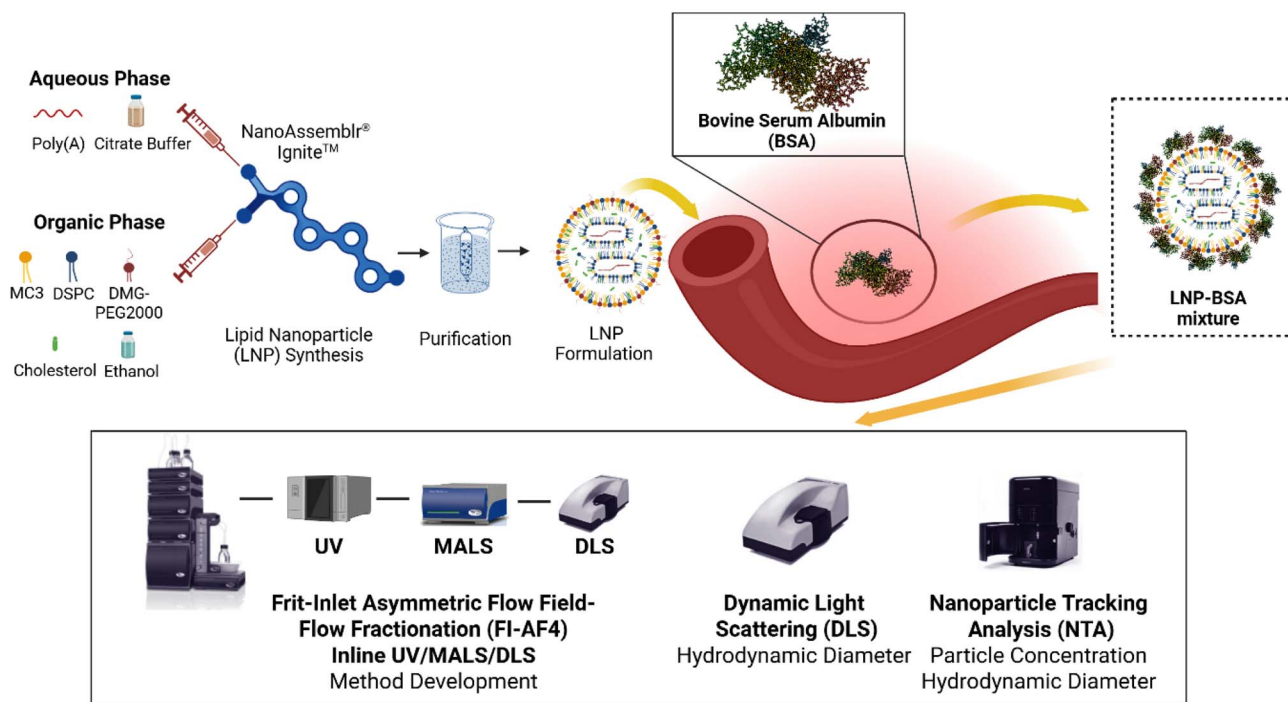 Aqueous Phase
Poly(A)
Citrate Buffer
Organic Phase
MC3
DSPC
DMG-
PEG2000
Cholesterol
Ethanol
NanoAssemblr®
Ignite™
Lipid Nanoparticle
(LNP) Synthesis
Purification
LNP
Formulation
Bovine Serum Albumin
(BSA)
LNP-BSA
mixture
UV
MALS
DLS
Frit-Inlet Asymmetric Flow Field-
Flow Fractionation (FI-AF4)
Inline UV/MALS/DLS
Method Development
Dynamic Light
Scattering (DLS)
Hydrodynamic Diameter
Nanoparticle Tracking
Analysis (NTA)
Particle Concentration
Hydrodynamic Diameter